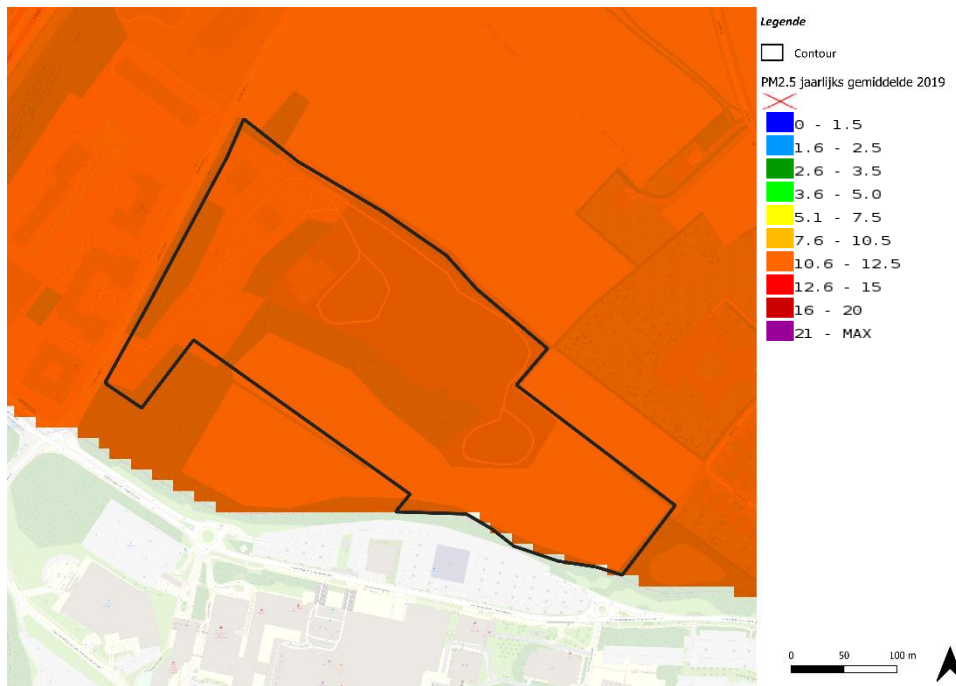 Legende
Contour
PM2.5 jaarlijks gemiddelde 2019
0 - 1.5
1.6 - 2.5
2.6 - 3.5
3.6 - 5.0
5.1 - 7.5
7.6 - 10.5
10.6 - 12.5
12.6 - 15
16 - 20
21 - MAX
0 50 100 m